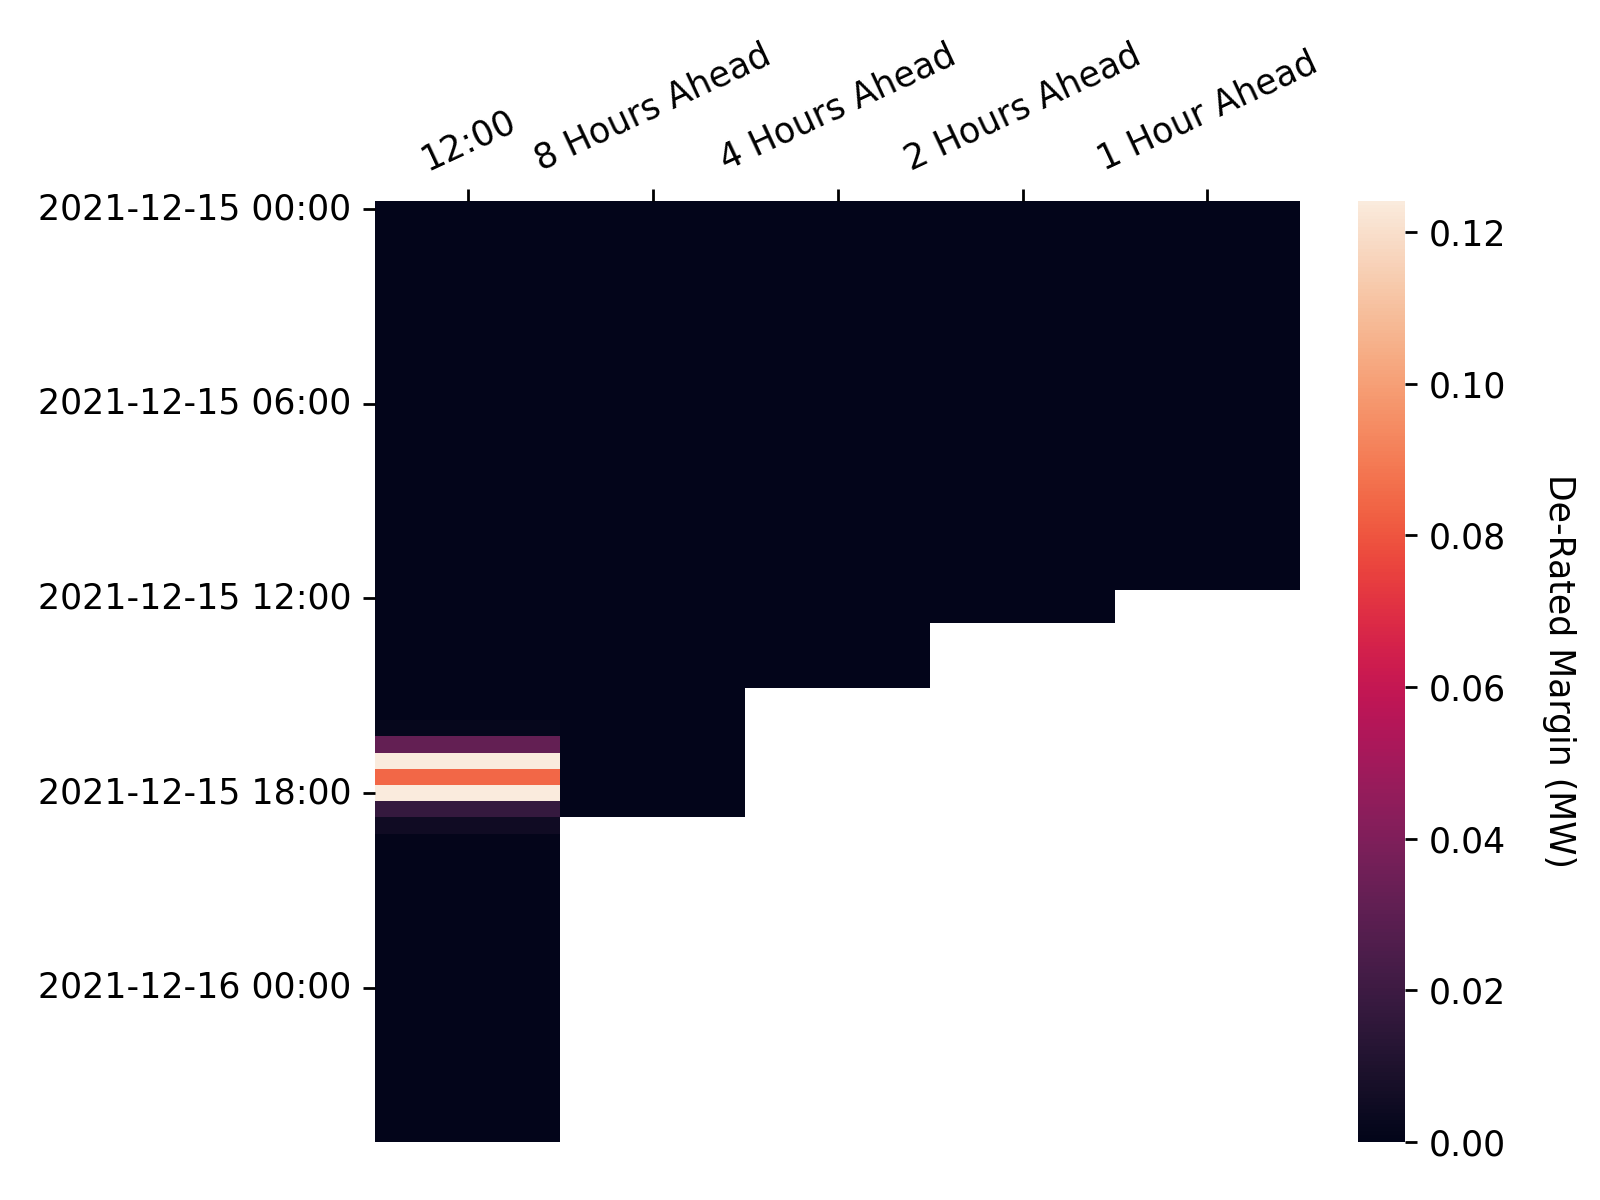 12:00
8 Hours Ahead
4 Hours Ahead
2 Hours Ahead
1 Hour Ahead
2021-12-15 00:00
2021-12-15 06:00
2021-12-15 12:00
2021-12-15 18:00
2021-12-16 00:00
0.12
0.10
0.08
0.06
0.04
0.02
0.00
De-Rated Margin (MW)